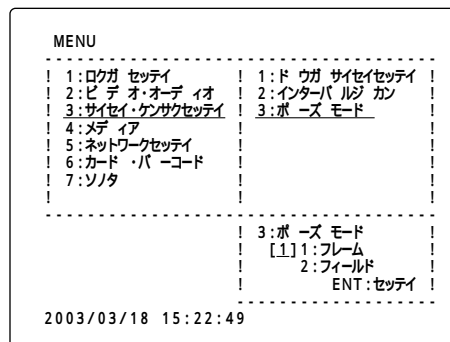 MENU
! 1:ロクガ セッテイ ! 1:ド ウガ サイセイセッテイ !
! 2:ビ デ オ・オーデ ィオ ! 2:インターバ ルジ カン !
! 3:サイセイ・ケンサクセッテイ ! 3:ポ ーズ モード !
! 4:メデ ィア ! !
! 5:ネットワークセッテイ ! !
! 6:カード ・バ ーコード ! !
! 7:ソノタ ! !
! ! !
! 3:ポ ーズ モード !
! [1]1:フレーム !
! 2:フィールド !
! ENT:セッテイ !
2003/03/18 15:22:49